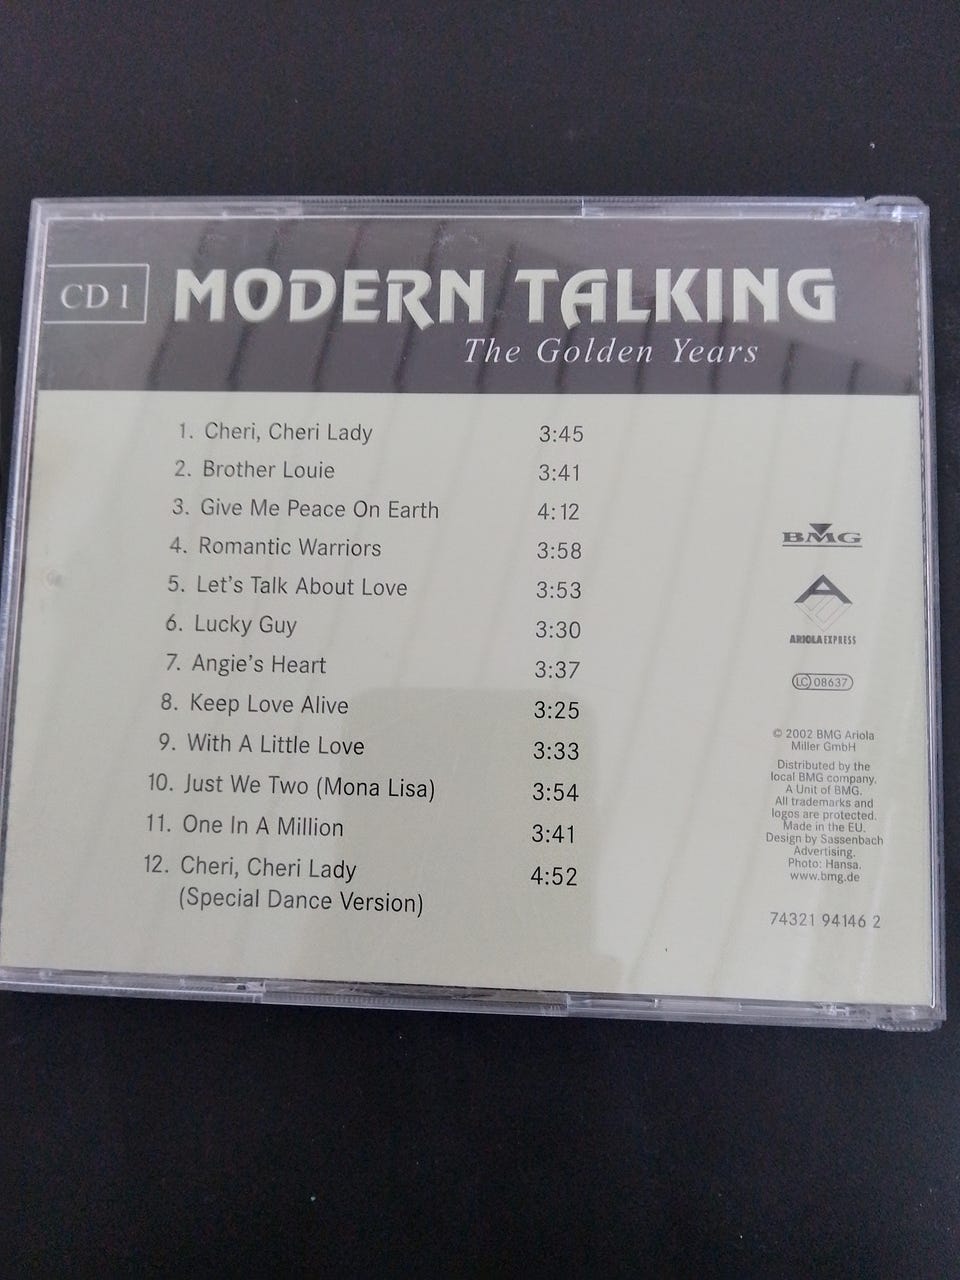 CD 1
MODERN TALKING
The Golden Years
1. Cheri, Cheri Lady 3:45
2. Brother Louie 3:41
3. Give Me Peace On Earth 4:12
4. Romantic Warriors 3:58
5. Let's Talk About Love 3:53
6. Lucky Guy 3:30
7. Angie's Heart 3:37
8. Keep Love Alive 3:25
9. With A Little Love 3:33
10. Just We Two (Mona Lisa) 3:54
11. One In A Million 3:41
12. Cheri, Cheri Lady 4:52
(Special Dance Version)
BMG
ARIOLA EXPRESS
LC 08637
© 2002 BMG Ariola
Miller GmbH
Distributed by the
local BMG company.
A Unit of BMG.
All trademarks and
logos are protected.
Made in the EU.
Design by Sassenbach
Advertising.
Photo: Hansa.
www.bmg.de
74321 94146 2